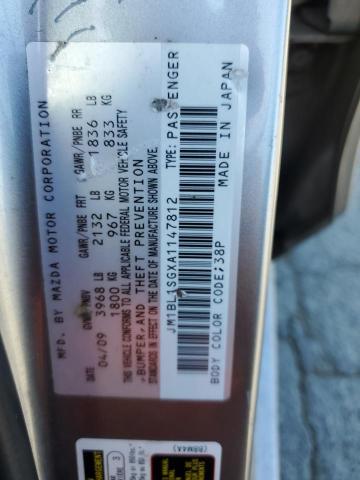 MFD BY MAZDA MOTOR CORPORATION
04/09
GVWR/PNBV
3968 LB
1800 KG
GAWR/PNBE FRT
2132 LB
967 KG
GAWR/PNBE RR
1836 LB
833 KG
THIS VEHICLE CONFORMS TO ALL APPLICABLE FEDERAL MOTOR VEHICLE SAFETY
BUMPER, AND THEFT PREVENTION
STANDARDS IN EFFECT ON THE DATE OF MANUFACTURE SHOWN ABOVE.
JM1BL1SGXA1147812
TYPE: PASSENGER
BODY COLOR CODE:38P
MADE IN JAPAN
(BBM4A)